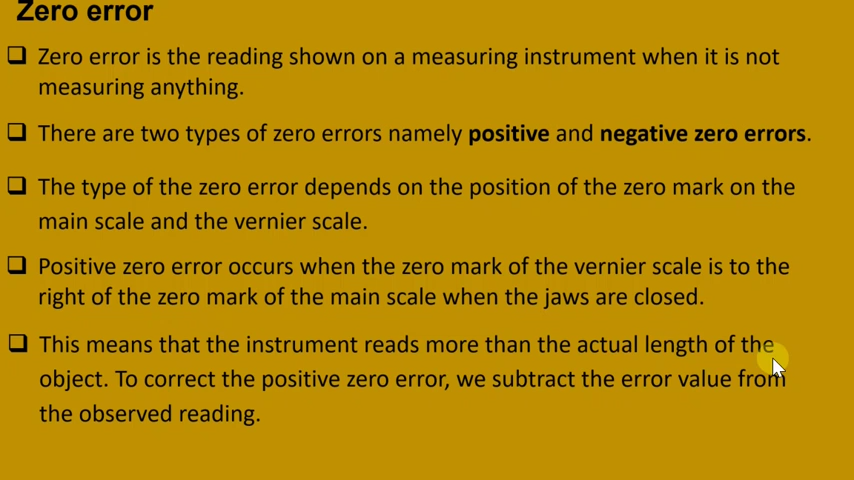 Zero error
❑ Zero error is the reading shown on a measuring instrument when it is not
measuring anything.
❑ There are two types of zero errors namely positive and negative zero errors.
❑ The type of the zero error depends on the position of the zero mark on the
main scale and the vernier scale.
❑ Positive zero error occurs when the zero mark of the vernier scale is to the
right of the zero mark of the main scale when the jaws are closed.
❑ This means that the instrument reads more than the actual length of the
object. To correct the positive zero error, we subtract the error value from
the observed reading.